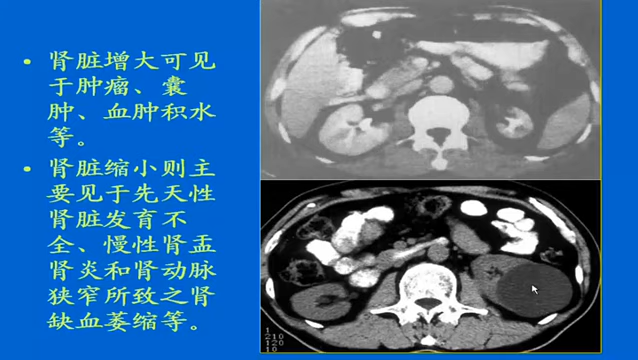 • 肾脏增大可见
于肿瘤、囊
肿、血肿积水
等。
• 肾脏缩小则主
要见于先天性
肾脏发育不
全、慢性肾盂
肾炎和肾动脉
狭窄所致之肾
缺血萎缩等。